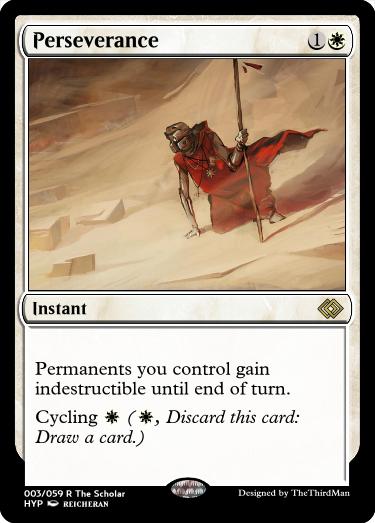 Perseverance 1
Instant
Permanents you control gain
indestructible until end of turn.
Cycling (, Discard this card:
Draw a card.)
003/059 R The Scholar
HYP REICHERAN
Designed by TheThirdMan